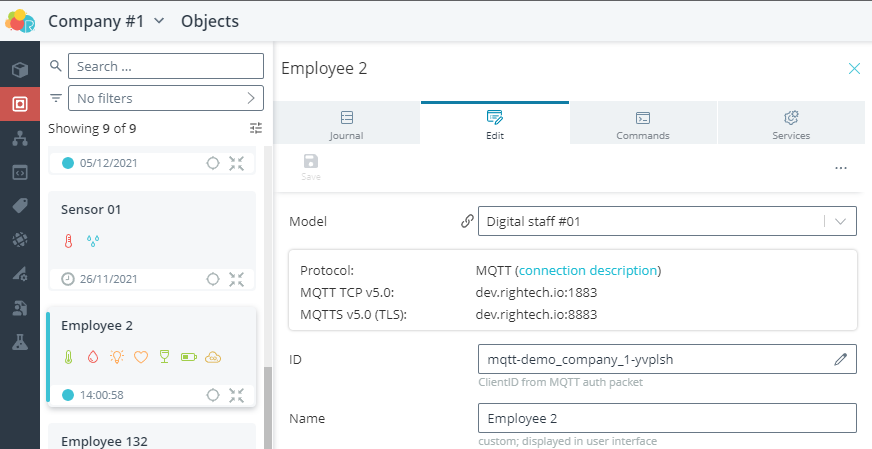 Company #1 Objects
Search ...
No filters
Showing 9 of 9
05/12/2021
Sensor 01
26/11/2021
Employee 2
14:00:58
Employee 132
Employee 2
Journal Edit Commands Services
Save ...
Model Digital staff #01
Protocol: MQTT (connection description)
MQTT TCP v5.0: dev.rightech.io:1883
MQTTS v5.0 (TLS): dev.rightech.io:8883
ID mqtt-demo_company_1-yvplsh
ClientID from MQTT auth packet
Name Employee 2
custom; displayed in user interface